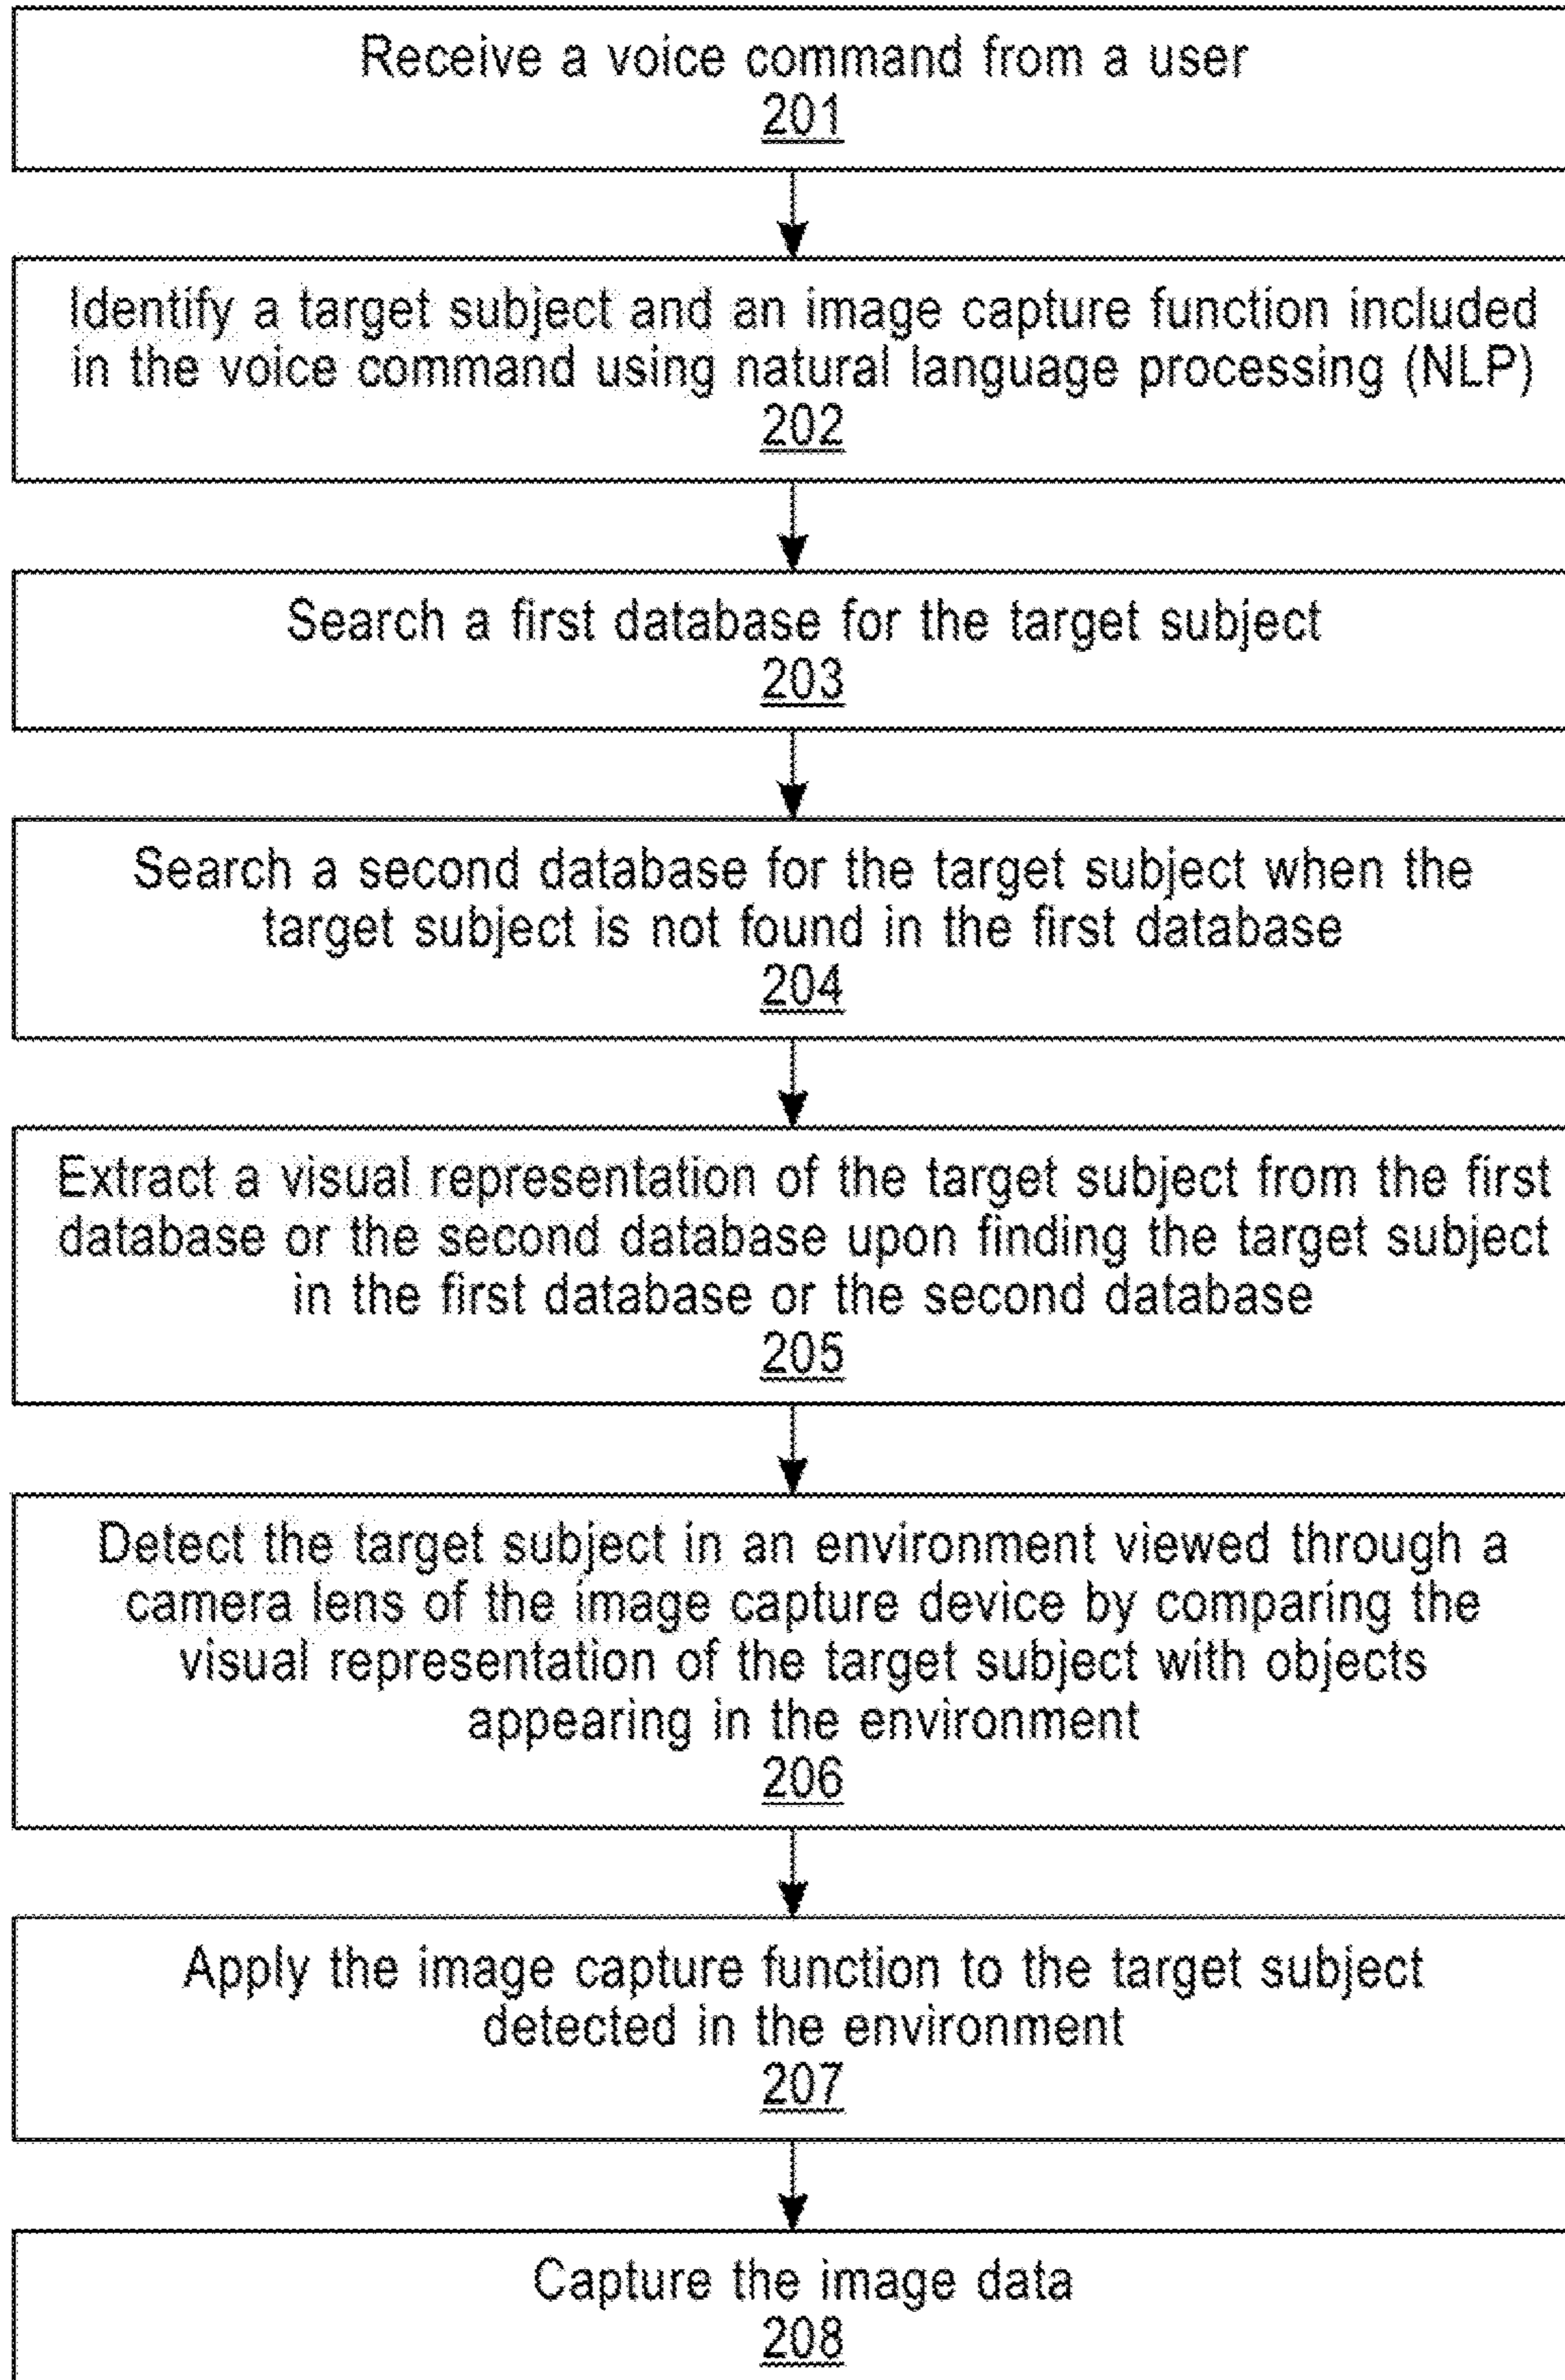 Receive a voice command from a user
201
Identify a target subject and an image capture function included
in the voice command using natural language processing (NLP)
202
Search a first database for the target subject
203
Search a second database for the target subject when the
target subject is not found in the first database
204
Extract a visual representation of the target subject from the first
database or the second database upon finding the target subject
in the first database or the second database
205
Detect the target subject in an environment viewed through a
camera lens of the image capture device by comparing the
visual representation of the target subject with objects
appearing in the environment
206
Apply the image capture function to the target subject
detected in the environment
207
Capture the image data
208